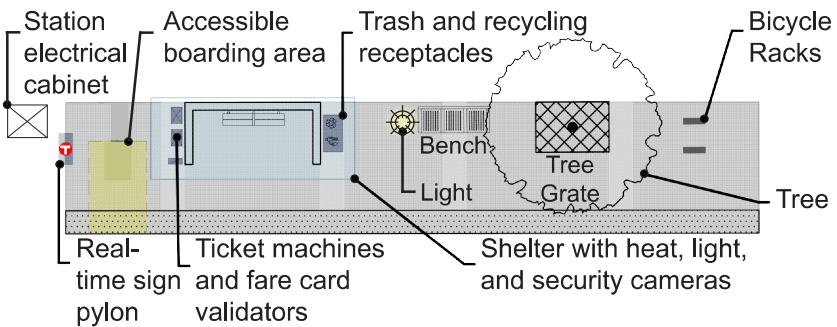 Station
electrical
cabinet
Accessible
boarding area
Trash and recycling
receptacles
Bicycle
Racks
T
Bench
Light
Tree
Grate
Tree
Real-
time sign
pylon
Ticket machines
and fare card
validators
Shelter with heat, light,
and security cameras